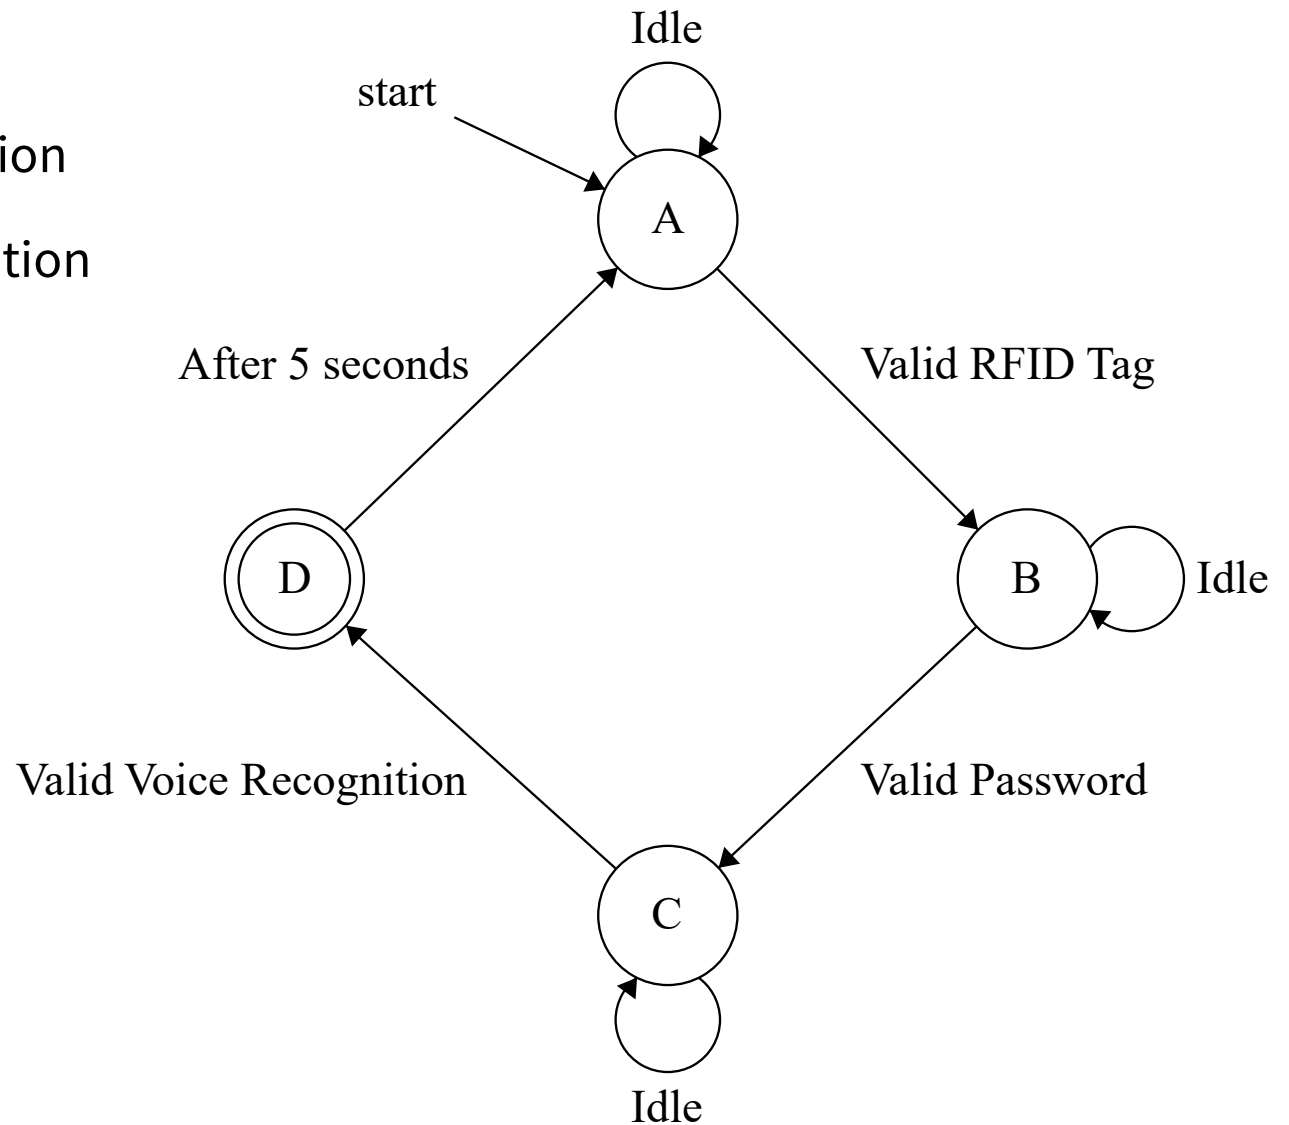 Idle
start
ion
A
tion
After 5 seconds
Valid RFID Tag
D
B
Idle
Valid Voice Recognition
Valid Password
C
Idle